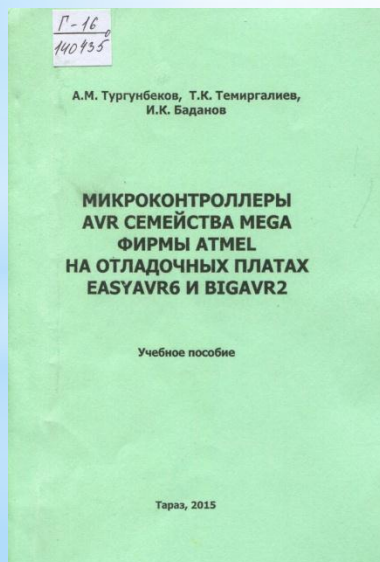 Г-16
140435
А.М. Тургунбеков, Т.К. Темиргалиев,
И.К. Баданов
МИКРОКОНТРОЛЛЕРЫ
AVR СЕМЕЙСТВА MEGA
ФИРМЫ ATMEL
НА ОТЛАДОЧНЫХ ПЛАТАХ
EASYAVR6 И BIGAVR2
Учебное пособие
Тараз, 2015